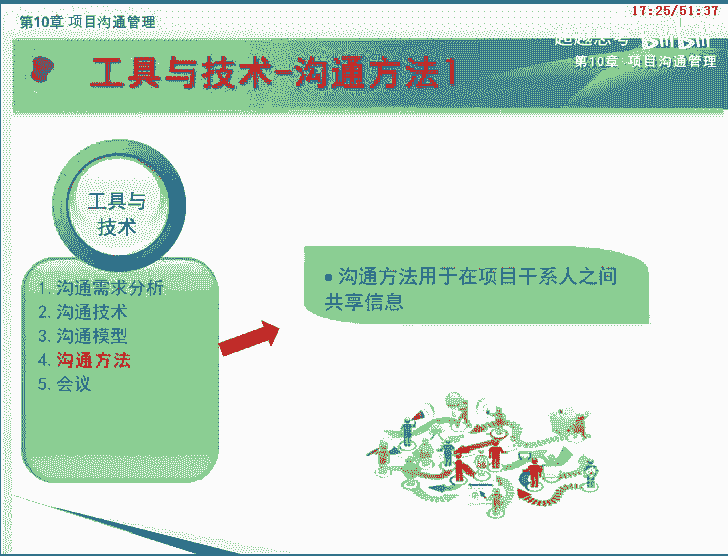 17:25/51:37
第10章 项目沟通管理
第10章 项目沟通管理
工具与技术-沟通方法1
工具与
技术
1. 沟通需求分析
2. 沟通技术
3. 沟通模型
4. 沟通方法
5. 会议
● 沟通方法用于在项目干系人之间
共享信息